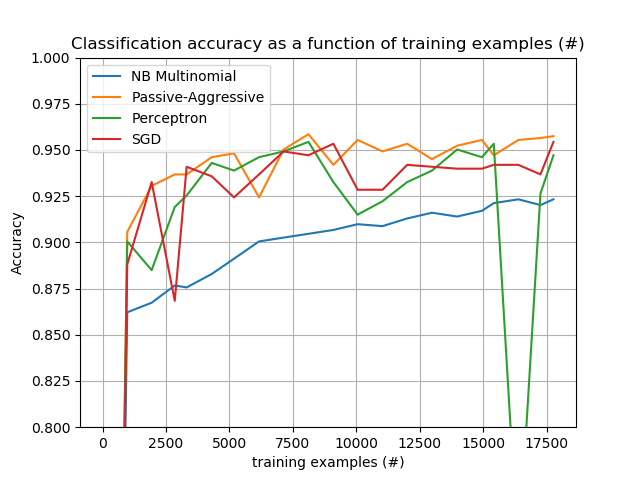 Classification accuracy as a function of training examples (#)
1.000
0.975
0.950
0.925
0.900
0.875
0.850
0.825
0.800
Accuracy
NB Multinomial
Passive-Aggressive
Perceptron
SGD
0 2500 5000 7500 10000 12500 15000 17500
training examples (#)